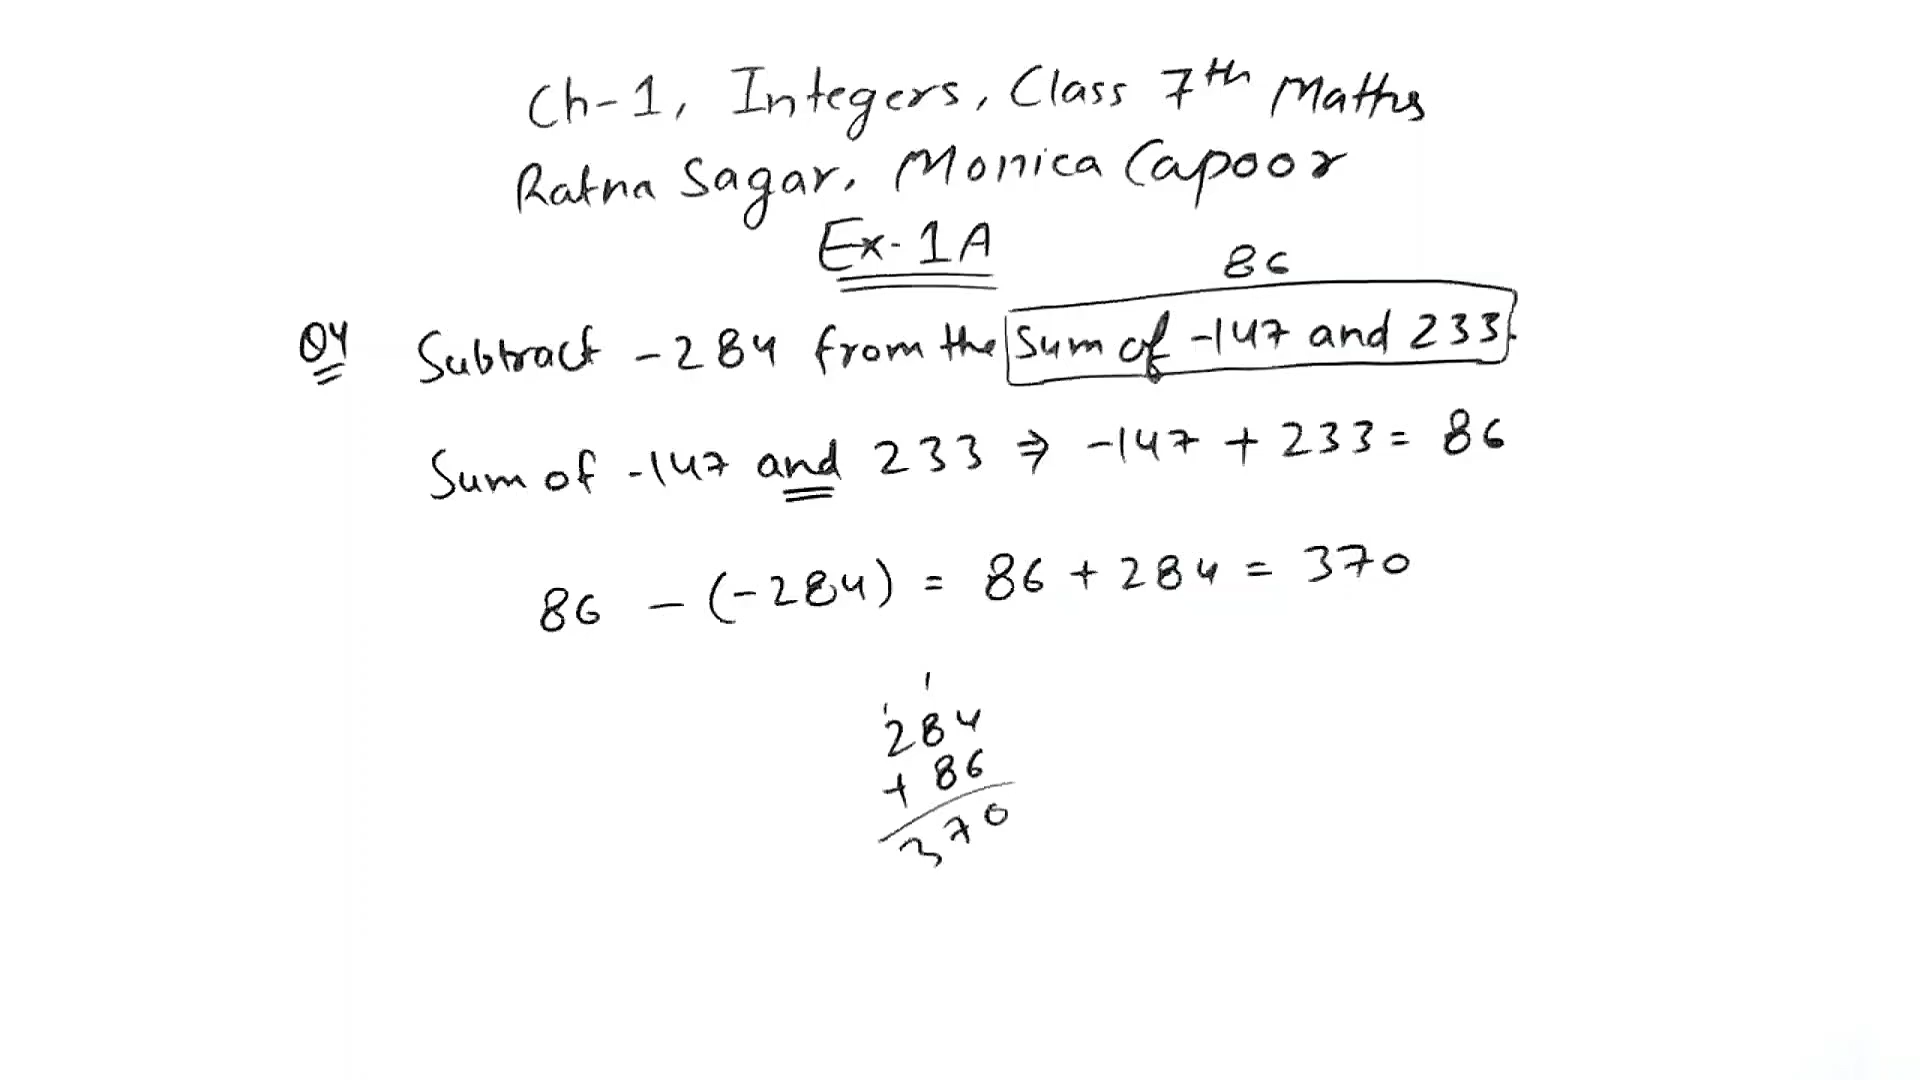 Ch-1, Integers, Class 7th Maths
Ratna Sagar, Monica Capoor
Ex-1A
86
Q4 Subtract -284 from the sum of -147 and 233.
Sum of -147 and 233 ⇒ -147 + 233 = 86
86 - (-284) = 86 + 284 = 370
1
1
284
+ 86
370